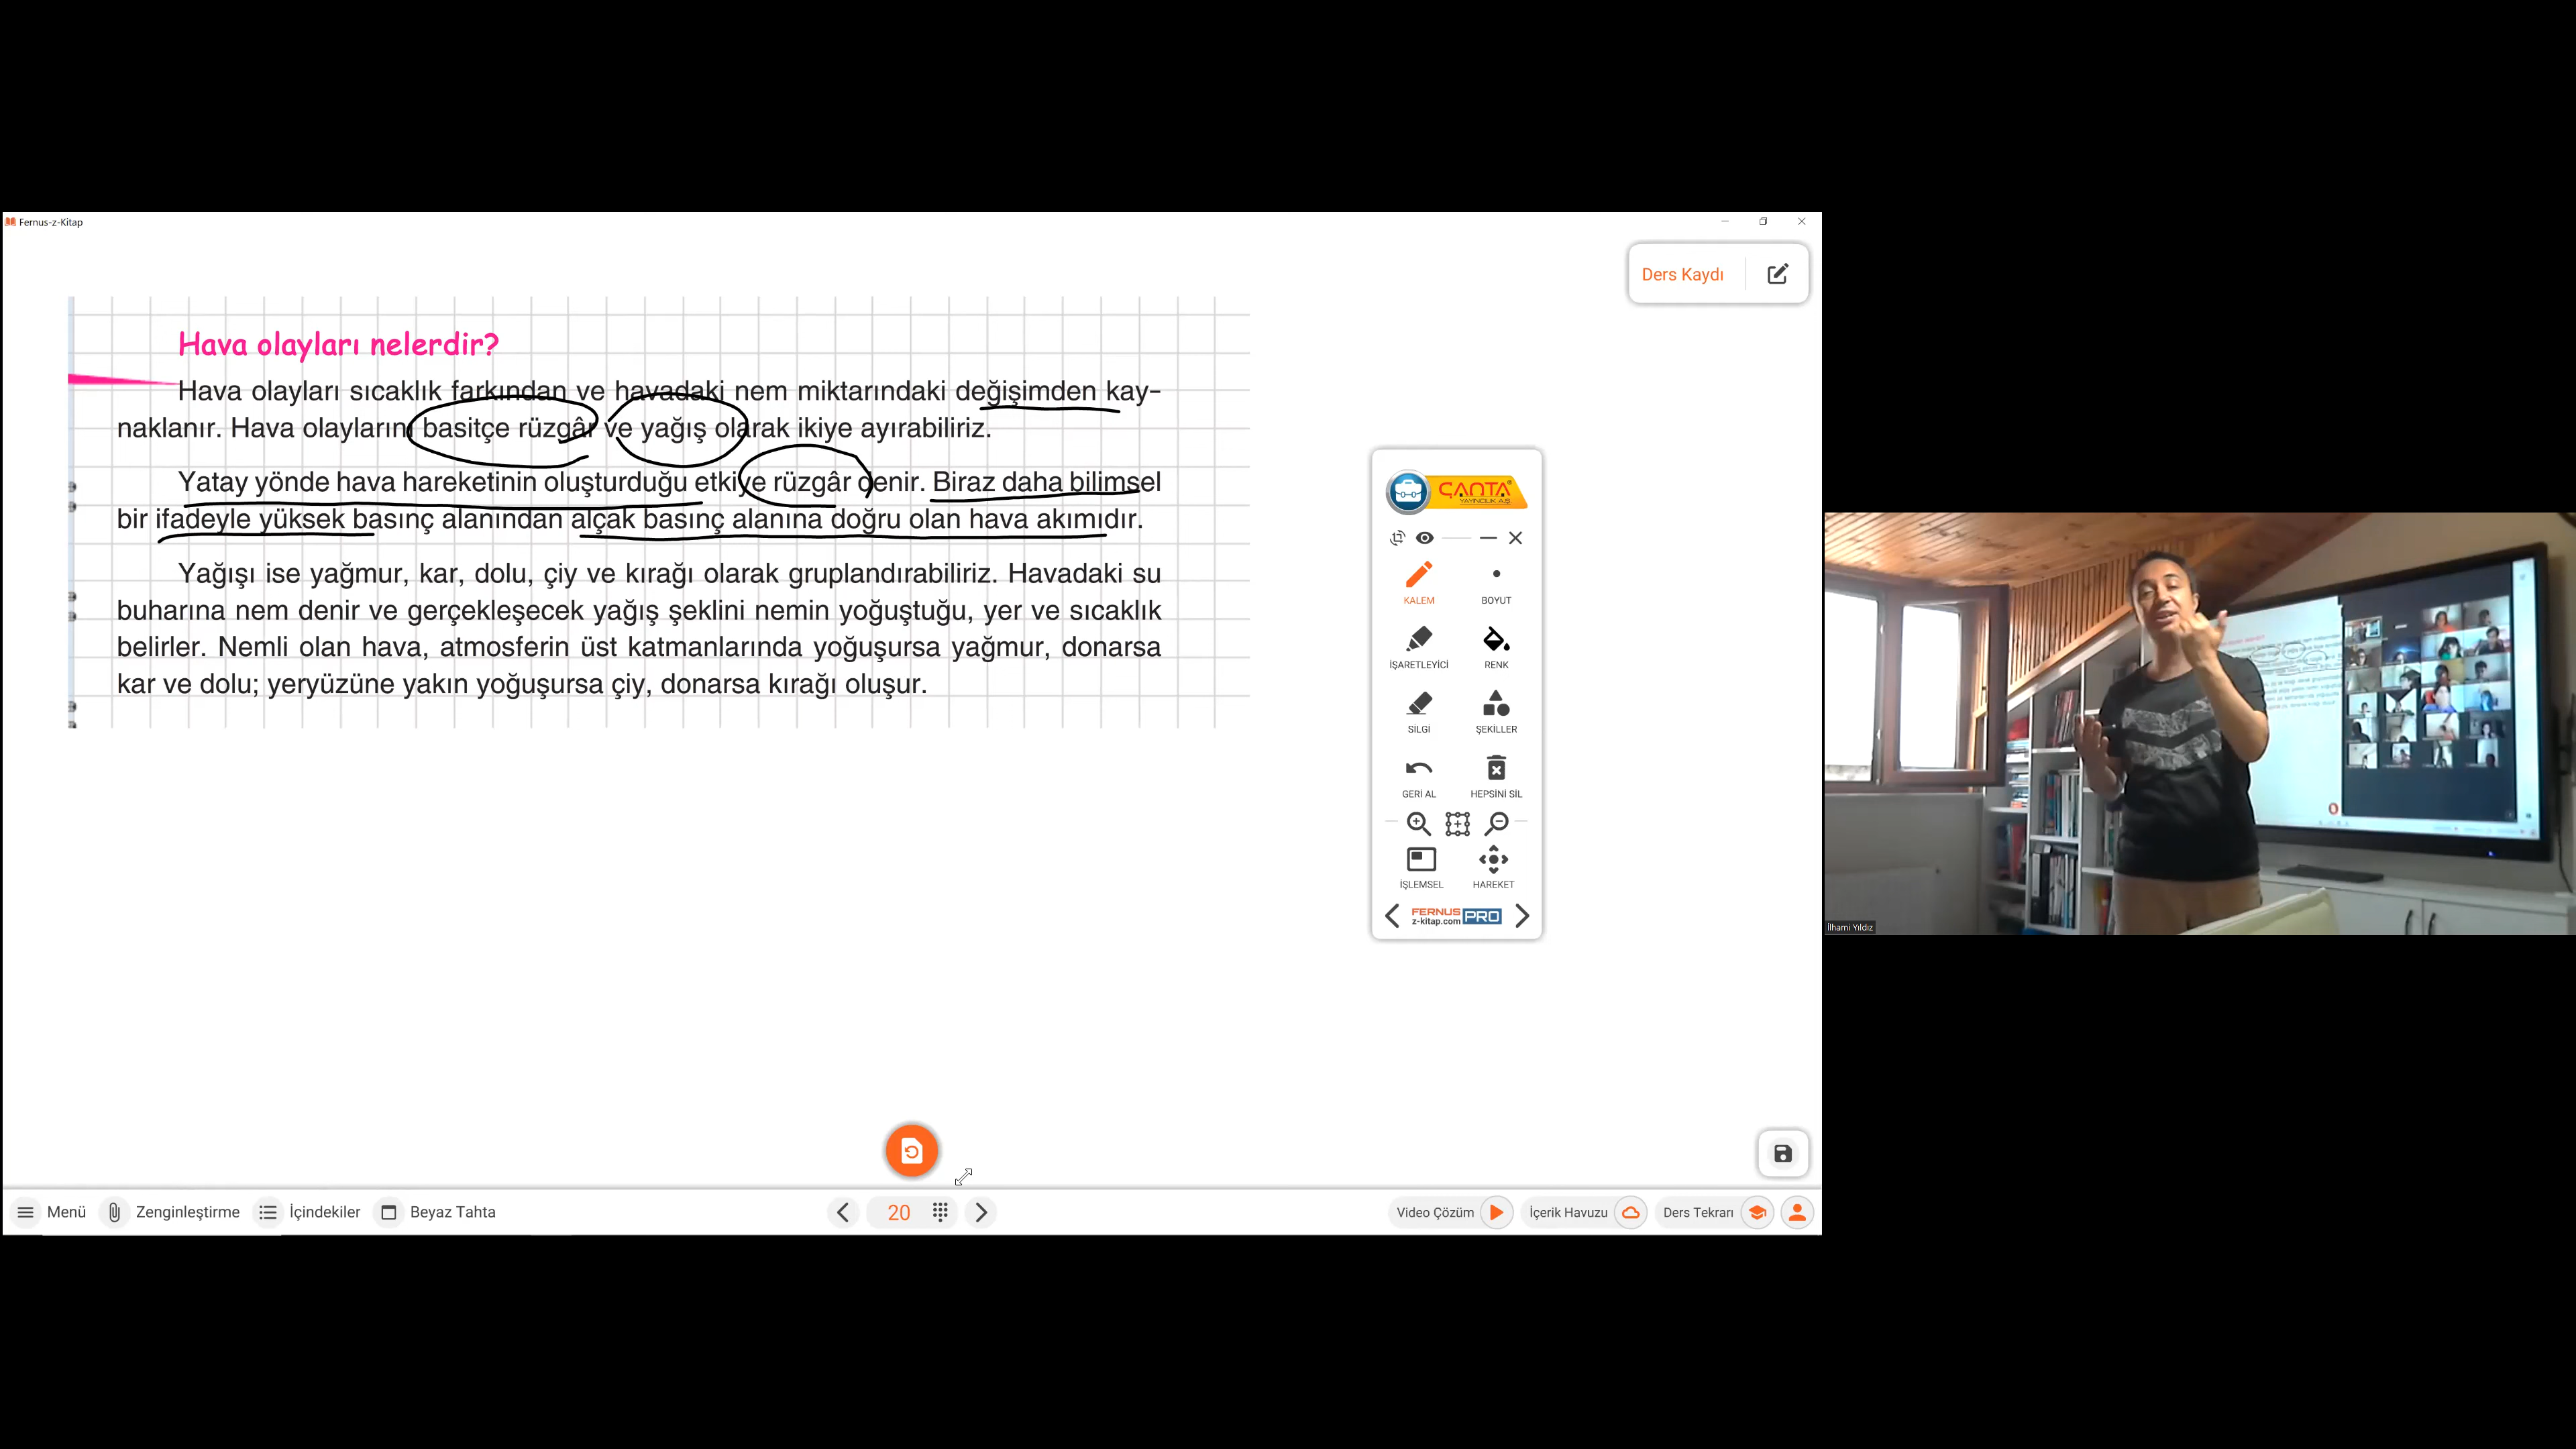 Fernus-z-Kitap
Ders Kaydı
Hava olayları nelerdir?
Hava olayları sıcaklık farkından ve havadaki nem miktarındaki değişimden kay-
naklanır. Hava olaylarını basitçe rüzgâr ve yağış olarak ikiye ayırabiliriz.
Yatay yönde hava hareketinin oluşturduğu etkiye rüzgâr denir. Biraz daha bilimsel
bir ifadeyle yüksek basınç alanından alçak basınç alanına doğru olan hava akımıdır.
Yağışı ise yağmur, kar, dolu, çiy ve kırağı olarak gruplandırabiliriz. Havadaki su
buharına nem denir ve gerçekleşecek yağış şeklini nemin yoğuştuğu, yer ve sıcaklık
belirler. Nemli olan hava, atmosferin üst katmanlarında yoğuşursa yağmur, donarsa
kar ve dolu; yeryüzüne yakın yoğuşursa çiy, donarsa kırağı oluşur.
ÇANTA
YAYINCILIK A.Ş.
KALEM BOYUT
İŞARETLEYİCİ RENK
SİLGİ ŞEKİLLER
GERİ AL HEPSİNİ SİL
İŞLEMSEL HAREKET
FERNUS PRO
z-kitap.com
İlhami Yıldız
Menü Zenginleştirme İçindekiler Beyaz Tahta 20 Video Çözüm İçerik Havuzu Ders Tekrarı